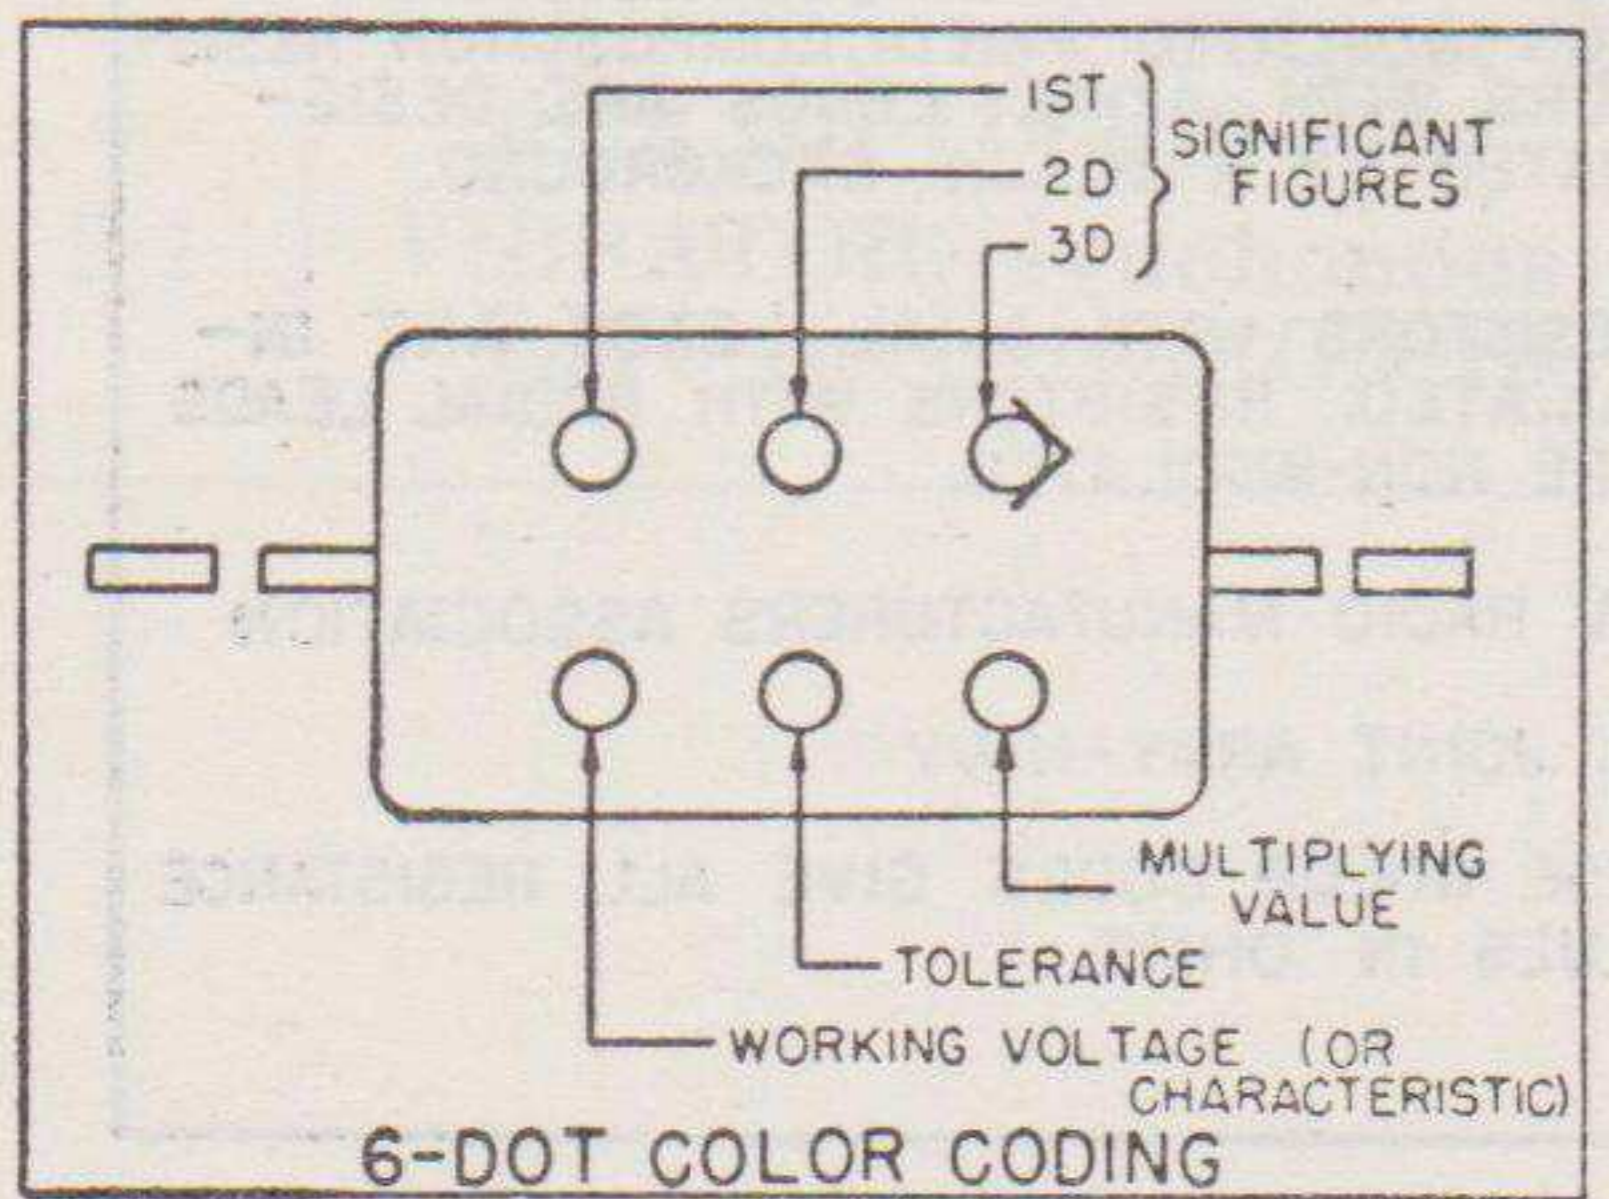 1ST
2D
3D
SIGNIFICANT
FIGURES
MULTIPLYING
VALUE
TOLERANCE
WORKING VOLTAGE (OR
CHARACTERISTIC)
6-DOT COLOR CODING